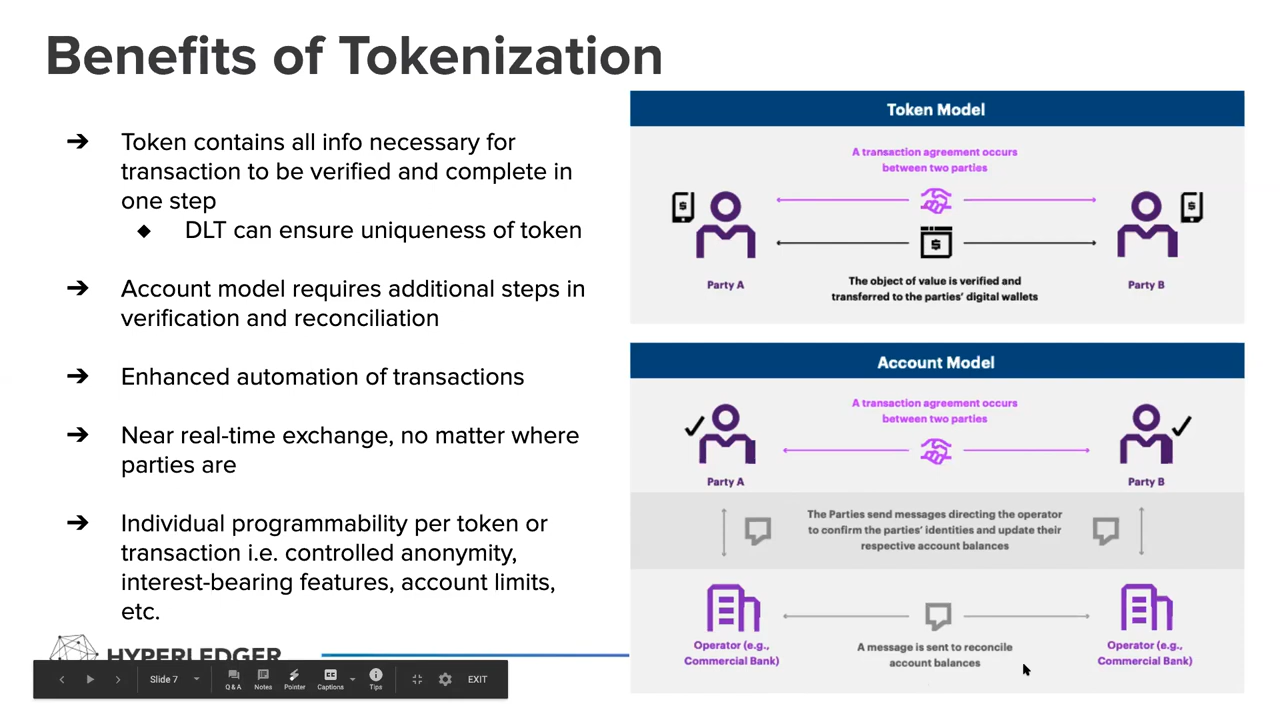 Benefits of Tokenization
➔ Token contains all info necessary for
transaction to be verified and complete in
one step
◆ DLT can ensure uniqueness of token
➔ Account model requires additional steps in
verification and reconciliation
➔ Enhanced automation of transactions
➔ Near real-time exchange, no matter where
parties are
➔ Individual programmability per token or
transaction i.e. controlled anonymity,
interest-bearing features, account limits,
etc.
HYPERLEDGER
Token Model
A transaction agreement occurs
between two parties
$
$
$
Party A
Party B
The object of value is verified and
transferred to the parties' digital wallets
Account Model
A transaction agreement occurs
between two parties
Party A
Party B
The Parties send messages directing the operator
to confirm the parties' identities and update their
respective account balances
Operator (e.g.,
Commercial Bank)
A message is sent to reconcile
account balances
Operator (e.g.,
Commercial Bank)
Slide 7
Q & A
Notes
Pointer
CC
Captions
Tips
EXIT